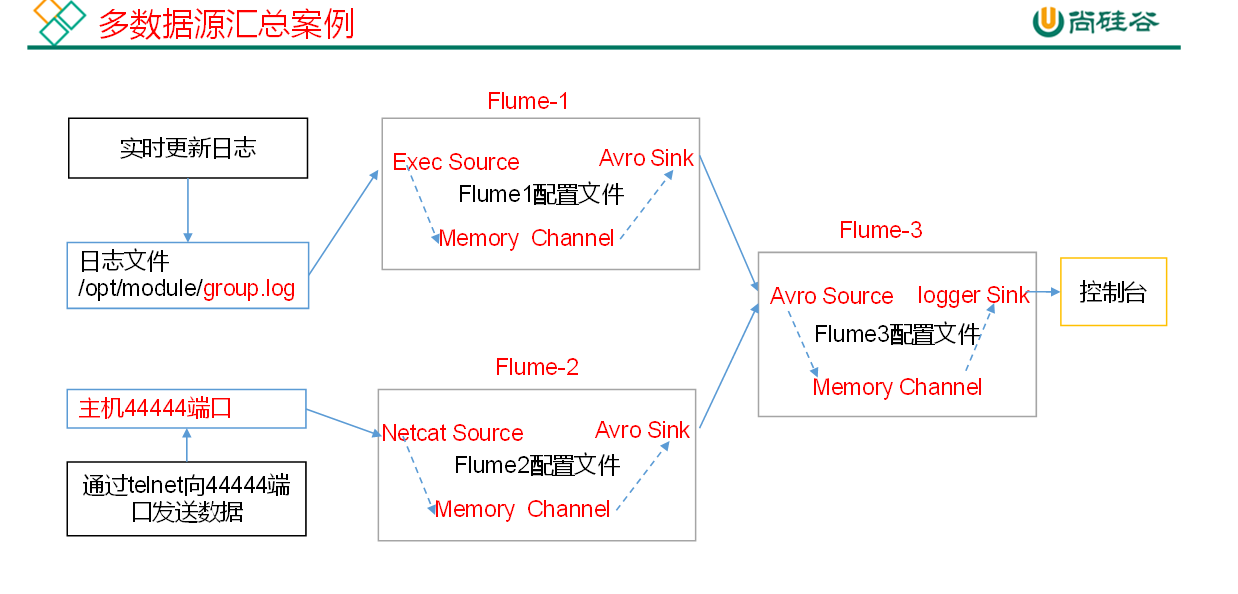 多数据源汇总案例
尚硅谷
Flume-1
实时更新日志
Exec Source
Avro Sink
Flume1配置文件
Memory Channel
日志文件
/opt/module/group.log
Flume-3
Avro Source
logger Sink
Flume3配置文件
Memory Channel
控制台
Flume-2
主机44444端口
Netcat Source
Avro Sink
Flume2配置文件
Memory Channel
通过telnet向44444端
口发送数据